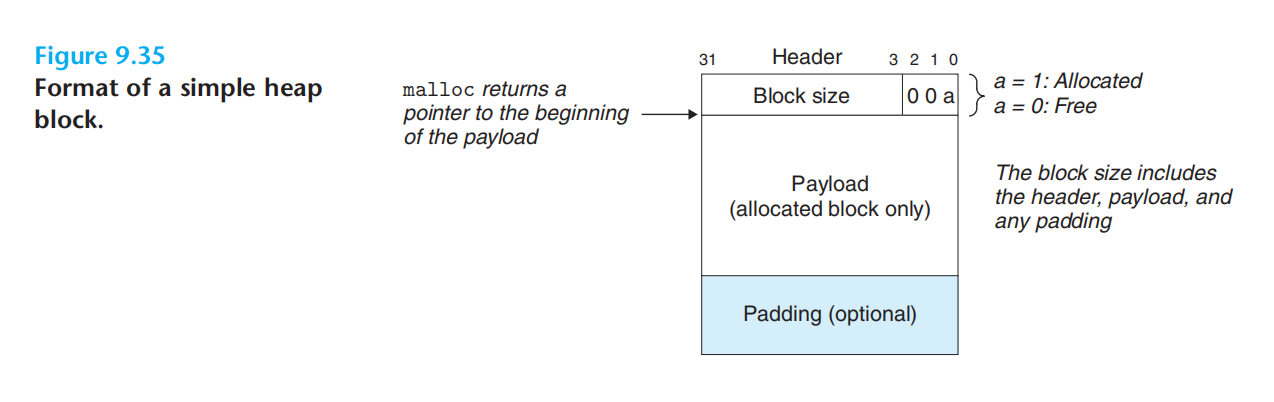 Figure 9.35
Format of a simple heap
block.
malloc returns a
pointer to the beginning
of the payload
31 Header 3 2 1 0
Block size 0 0 a
a = 1: Allocated
a = 0: Free
Payload
(allocated block only)
The block size includes
the header, payload, and
any padding
Padding (optional)